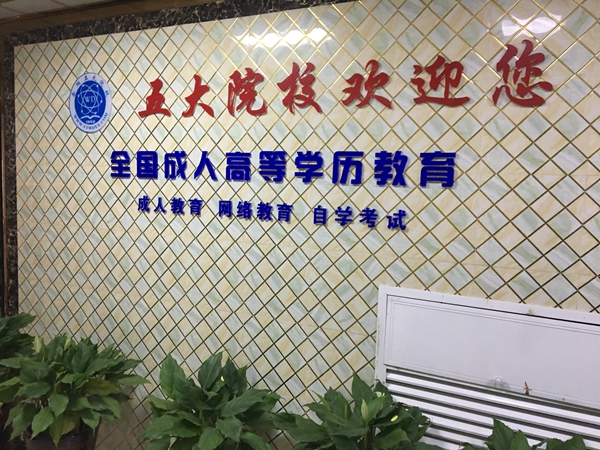 五大院校欢迎您
全国成人高等学历教育
成人教育 网络教育 自学考试